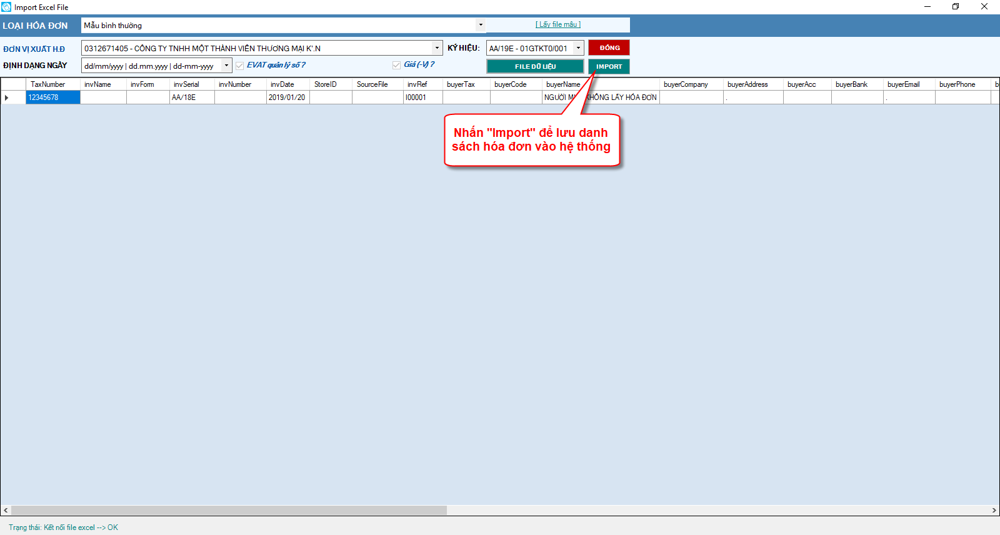 Import Excel File
LOẠI HÓA ĐƠN Mẫu bình thường [ Lấy file mẫu ]
ĐƠN VỊ XUẤT H.Đ 0312671405 - CÔNG TY TNHH MỘT THÀNH VIÊN THƯƠNG MẠI K'.N KÝ HIỆU: AA/19E - 01GTKT0/001 ĐÓNG
ĐỊNH DẠNG NGÀY dd/mm/yyyy | dd.mm.yyyy | dd-mm-yyyy EVAT quản lý số ? Giá (-V) ? FILE DỮ LIỆU IMPORT
TaxNumber invName invForm invSerial invNumber invDate StoreID SourceFile invRef buyerTax buyerCode buyerName buyerCompany buyerAddress buyerAcc buyerBank buyerEmail buyerPhone b
12345678 AA/18E 2019/01/20 I00001 NGƯỜI KHÔNG LẤY HÓA ĐƠN . .
Nhấn "Import" để lưu danh
sách hóa đơn vào hệ thống
Trạng thái: Kết nối file excel --> OK